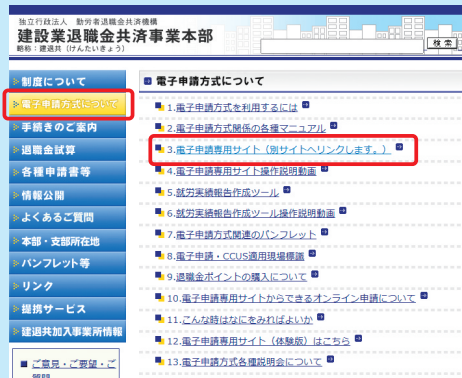 独立行政法人 勤労者退職金共済機構
建設業退職金共済事業本部
略称：建退共（けんたいきょう）
検 索
制度について
電子申請方式について
手続きのご案内
退職金試算
各種申請書等
情報公開
よくあるご質問
本部・支部所在地
パンフレット等
リンク
提携サービス
建退共加入事業所情報
ご意見・ご要望・ご
質問
電子申請方式について
1.電子申請方式を利用するには
2.電子申請方式関係の各種マニュアル
3.電子申請専用サイト（別サイトへリンクします。）
4.電子申請専用サイト操作説明動画
5.就労実績報告作成ツール
6.就労実績報告作成ツール操作説明動画
7.電子申請方式関連のパンフレット
8.電子申請・CCUS適用現場標識
9.退職金ポイントの購入について
10.電子申請専用サイトからできるオンライン申請について
11.こんな時はなにをみればよいか
12.電子申請専用サイト（体験版）はこちら
13.電子申請方式各種説明会について